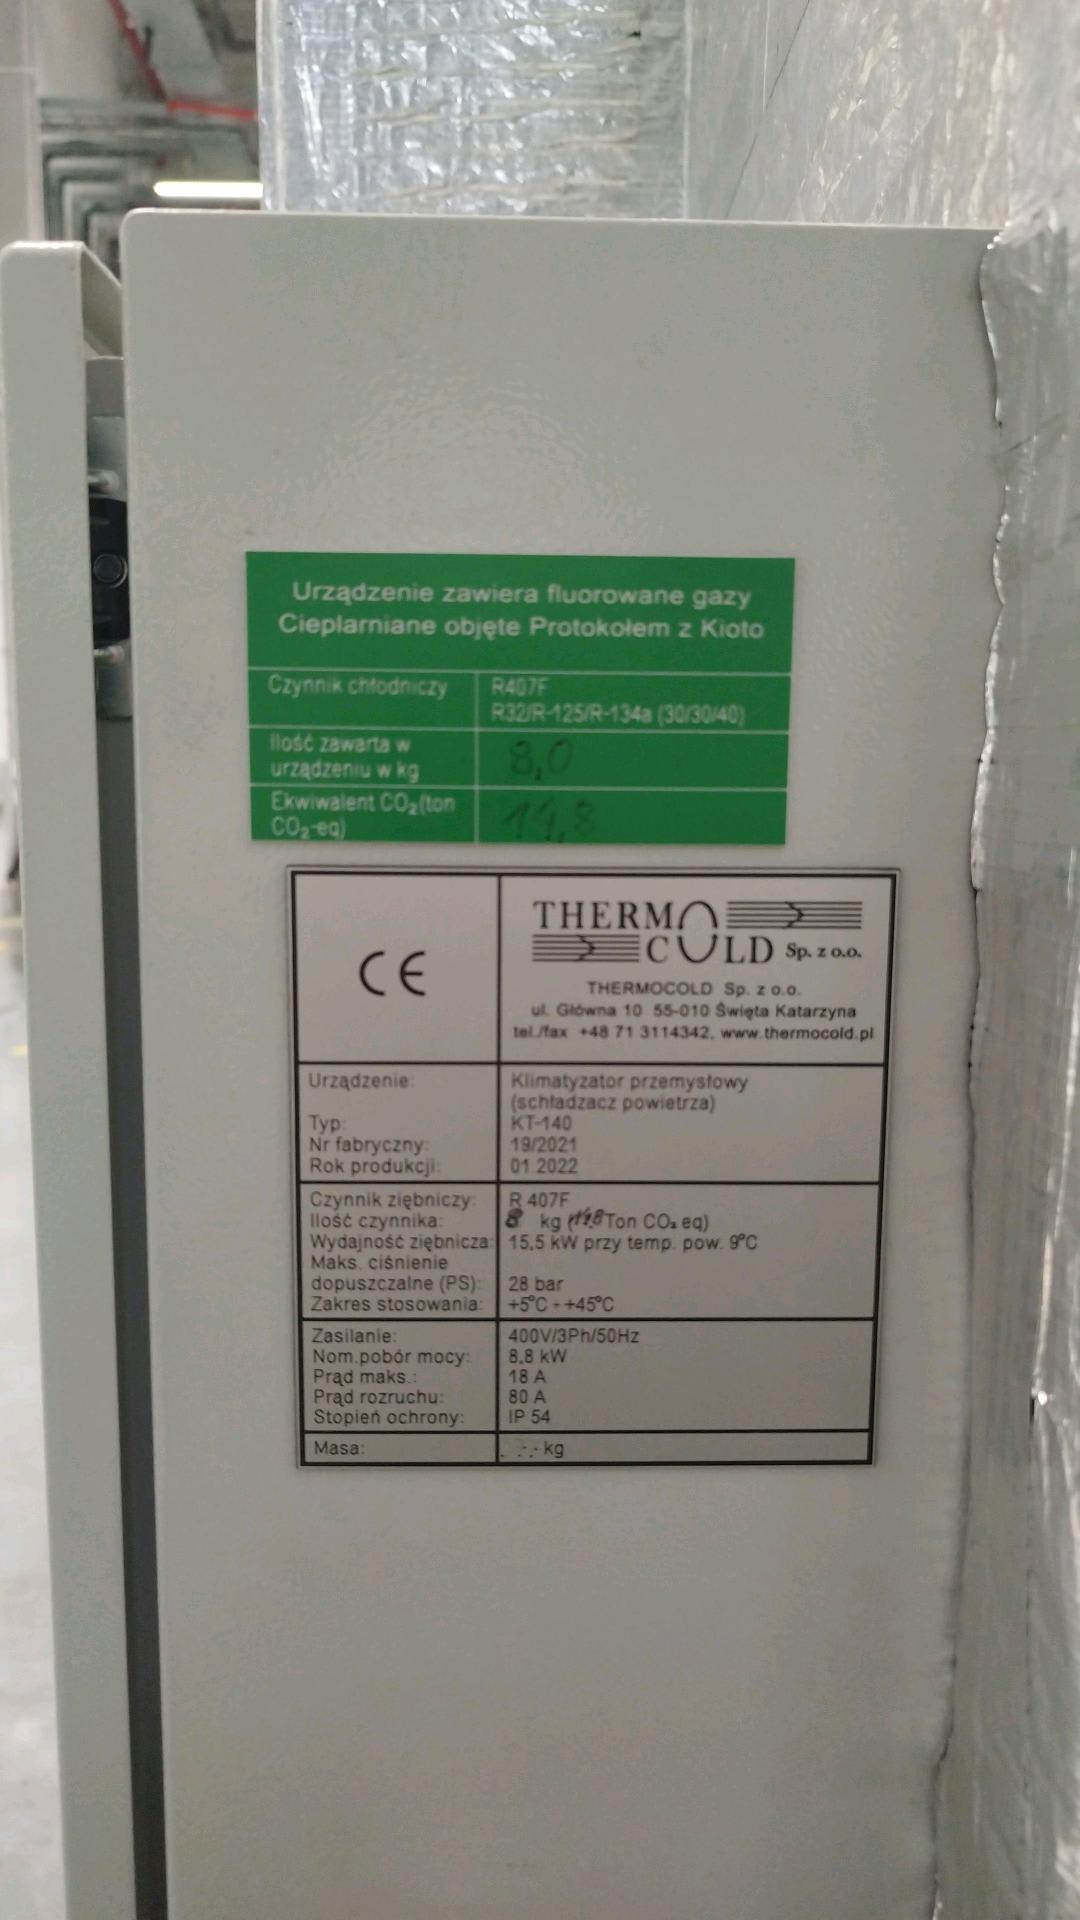 Urządzenie zawiera fluorowane gazy
Cieplarniane objęte Protokołem z Kioto
Czynnik chłodniczy R407F
R32/R-125/R-134a (30/30/40)
Ilość zawarta w
urządzeniu w kg 8,0
Ekwiwalent CO₂(ton
CO₂-eq) 14,8
CE
THERMO
COLD Sp. z o.o.
THERMOCOLD Sp. z o.o.
ul. Główna 10 55-010 Święta Katarzyna
tel./fax +48 71 3114342, www.thermocold.pl
Urządzenie: Klimatyzator przemysłowy
(schładzacz powietrza)
Typ: KT-140
Nr fabryczny: 19/2021
Rok produkcji: 01.2022
Czynnik ziębniczy: R 407F
Ilość czynnika: 8 kg (14,8 Ton CO₂ eq)
Wydajność ziębnicza: 15,5 kW przy temp. pow. 9°C
Maks. ciśnienie
dopuszczalne (PS): 28 bar
Zakres stosowania: +5°C ÷ +45°C
Zasilanie: 400V/3Ph/50Hz
Nom.pobór mocy: 8,8 kW
Prąd maks.: 18 A
Prąd rozruchu: 80 A
Stopień ochrony: IP 54
Masa: kg